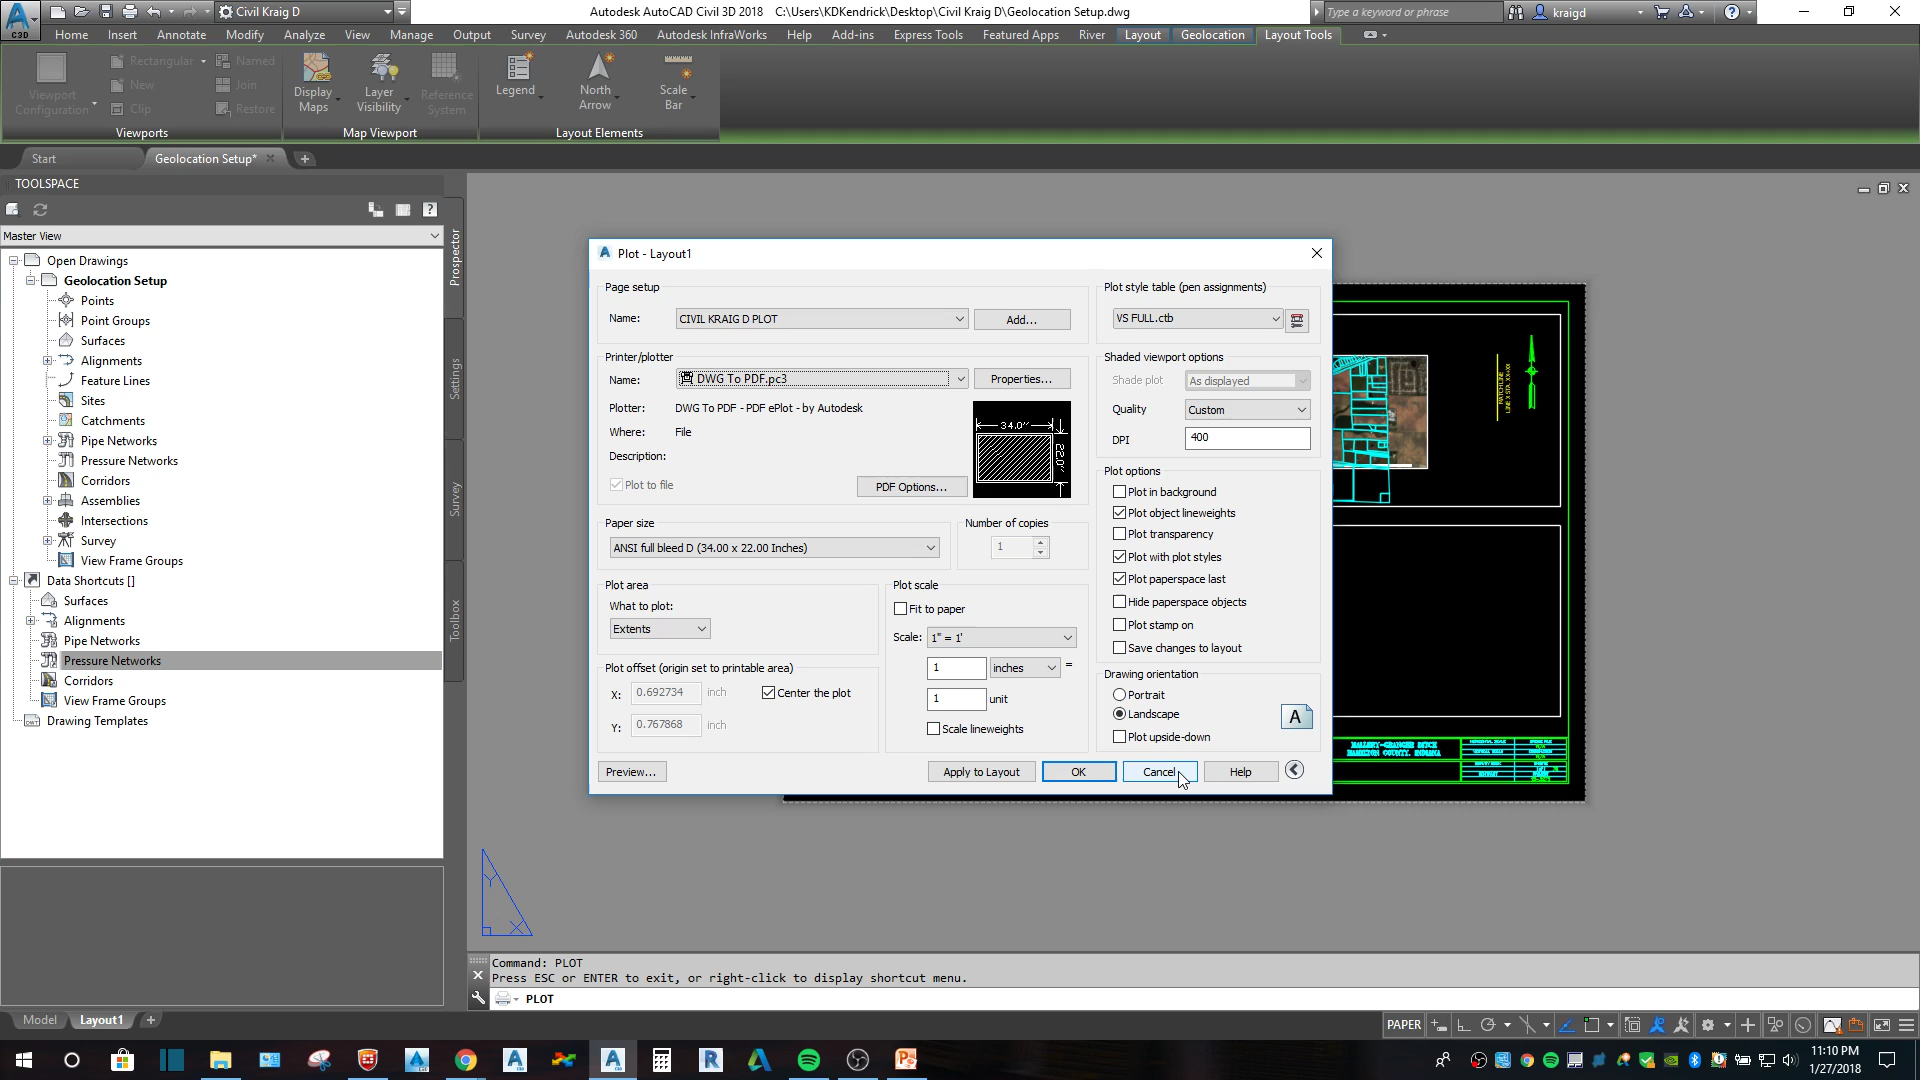 Civil Kraig D
Autodesk AutoCAD Civil 3D 2018 C:\Users\KDKendrick\Desktop\Civil Kraig D\Geolocation Setup.dwg
Type a keyword or phrase
kraigd
C3D
Home Insert Annotate Modify Analyze View Manage Output Survey Autodesk 360 Autodesk InfraWorks Help Add-ins Express Tools Featured Apps River Layout Geolocation Layout Tools
Viewport Configuration
Rectangular
New
Clip
Named
Join
Restore
Display Maps
Layer Visibility
Reference System
Legend
North Arrow
Scale Bar
Viewports
Map Viewport
Layout Elements
Start
Geolocation Setup*
TOOLSPACE
Master View
Open Drawings
Geolocation Setup
Points
Point Groups
Surfaces
Alignments
Feature Lines
Sites
Catchments
Pipe Networks
Pressure Networks
Corridors
Assemblies
Intersections
Survey
View Frame Groups
Data Shortcuts []
Surfaces
Alignments
Pipe Networks
Pressure Networks
Corridors
View Frame Groups
Drawing Templates
Prospector
Settings
Survey
Toolbox
Plot - Layout1
Page setup
Name:
CIVIL KRAIG D PLOT
Add...
Printer/plotter
Name:
DWG To PDF.pc3
Properties...
Plotter:
DWG To PDF - PDF ePlot - by Autodesk
Where:
File
Description:
Plot to file
PDF Options...
34.0''
22.0''
Paper size
ANSI full bleed D (34.00 x 22.00 Inches)
Number of copies
1
Plot area
What to plot:
Extents
Plot offset (origin set to printable area)
X:
0.692734
inch
Center the plot
Y:
0.767868
inch
Plot scale
Fit to paper
Scale:
1" = 1'
1
inches
=
1
unit
Scale lineweights
Plot style table (pen assignments)
VS FULL.ctb
Shaded viewport options
Shade plot
As displayed
Quality
Custom
DPI
400
Plot options
Plot in background
Plot object lineweights
Plot transparency
Plot with plot styles
Plot paperspace last
Hide paperspace objects
Plot stamp on
Save changes to layout
Drawing orientation
Portrait
Landscape
Plot upside-down
A
Preview...
Apply to Layout
OK
Cancel
Help
MALLERY-GRANGER DITCH
HAMILTON COUNTY, INDIANA
Y
X
Command: PLOT
Press ESC or ENTER to exit, or right-click to display shortcut menu.
PLOT
Model
Layout1
PAPER
11:10 PM
1/27/2018